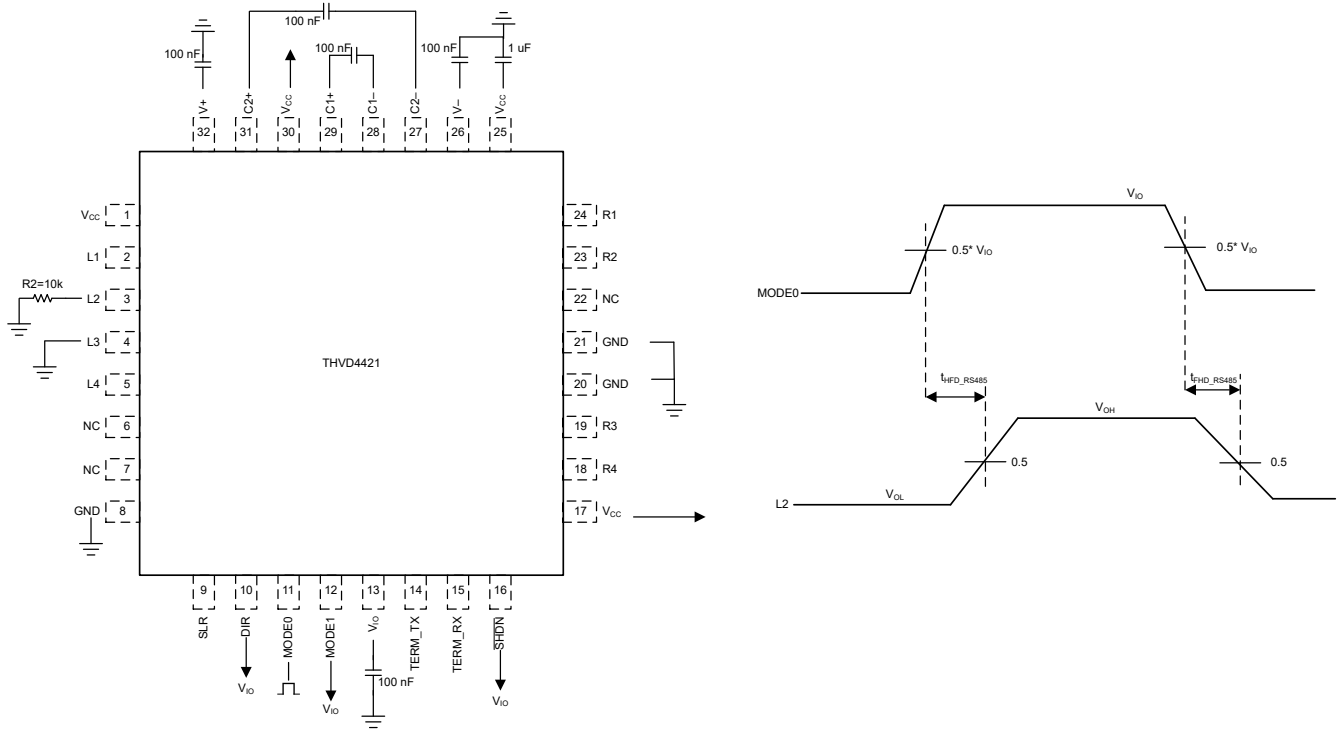 100 nF
100 nF
100 nF
100 nF
1 uF
V+
C2+
VCC
C1+
C1–
C2–
V–
VCC
32
31
30
29
28
27
26
25
VCC 1
L1 2
R2=10k
L2 3
L3 4
L4 5
NC 6
NC 7
GND 8
THVD4421
24 R1
23 R2
22 NC
21 GND
20 GND
19 R3
18 R4
17 VCC
9
10
11
12
13
14
15
16
SLR
DIR
MODE0
MODE1
VIO
TERM_TX
TERM_RX
SHDN
VIO
VIO
100 nF
VIO
VIO
0.5* VIO
0.5* VIO
MODE0
tHFD_RS485
tFHD_RS485
VOH
0.5
0.5
L2
VOL